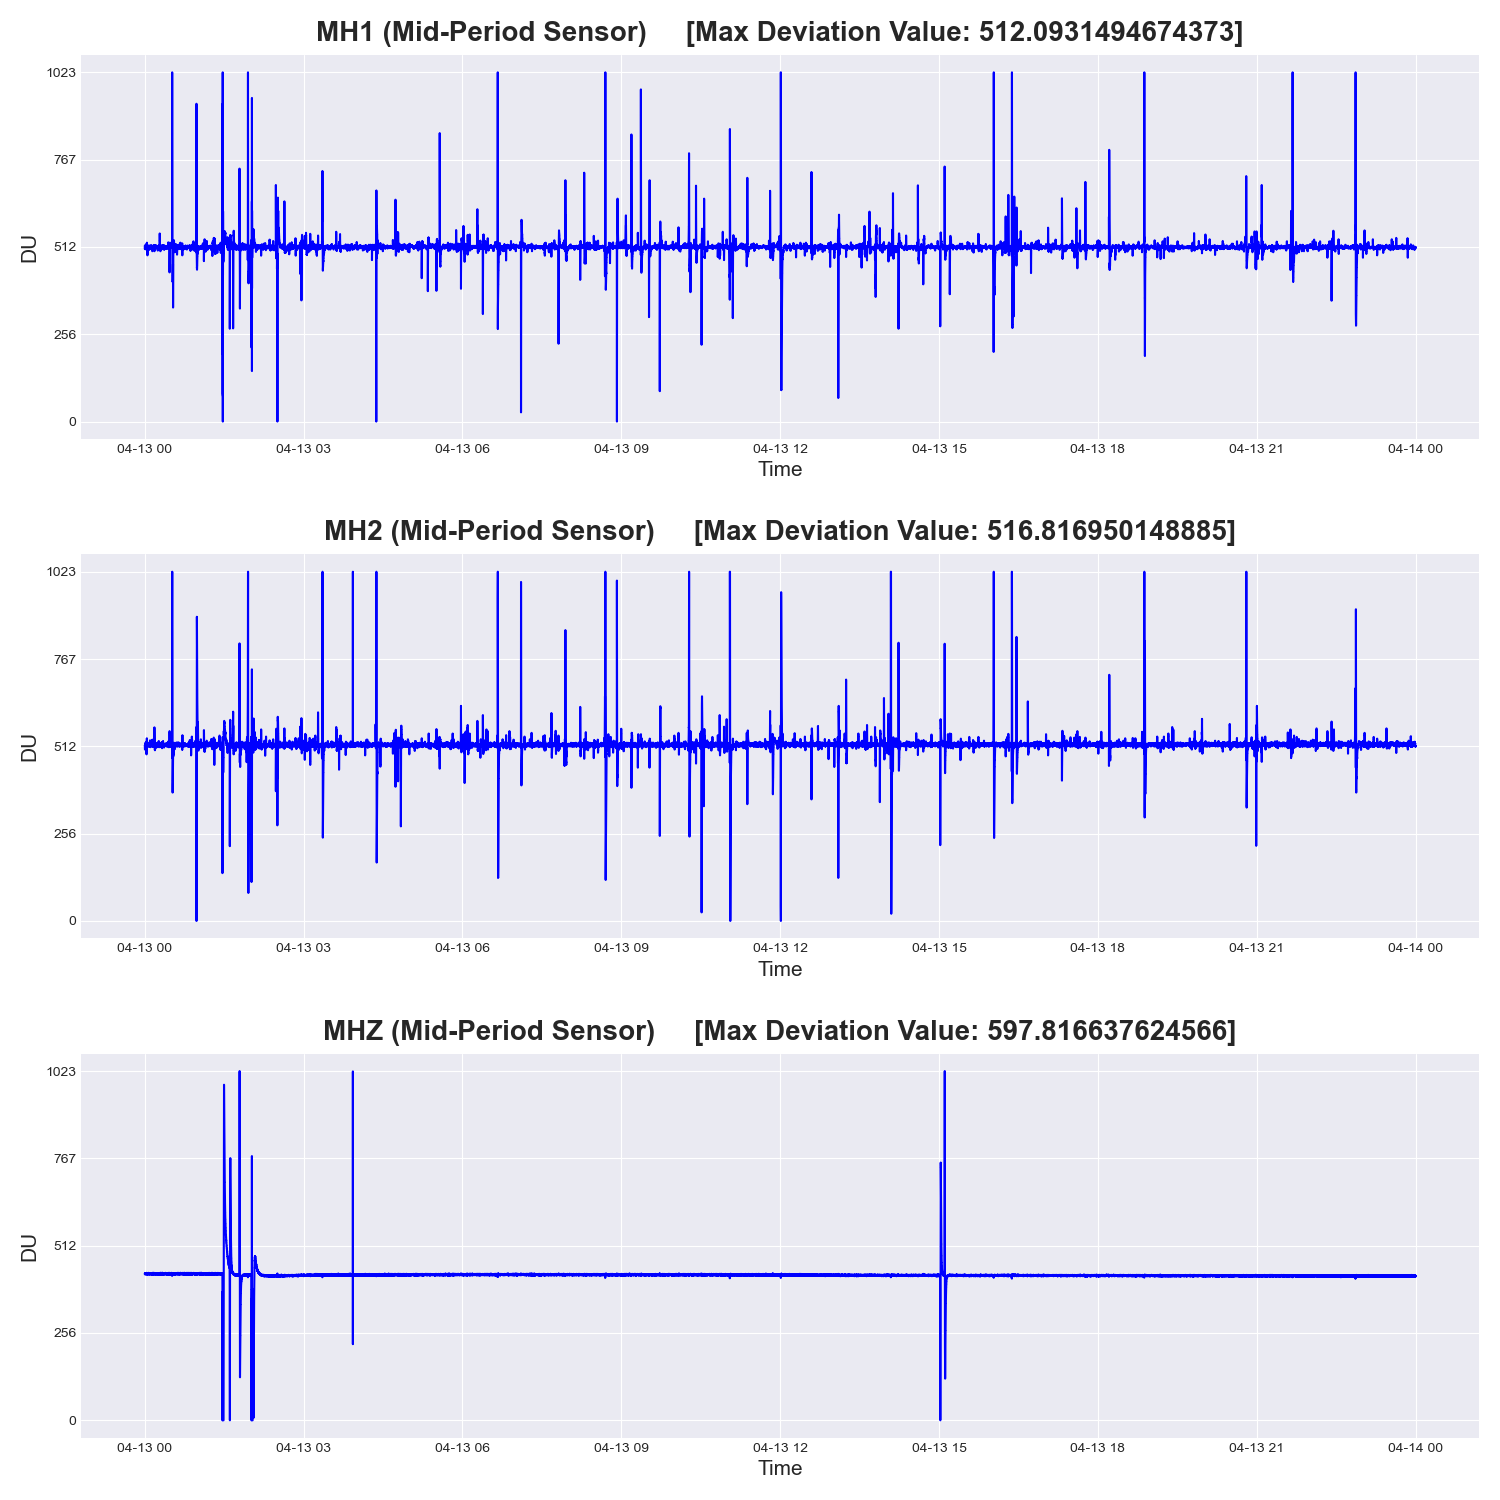 MH1 (Mid-Period Sensor) [Max Deviation Value: 512.0931494674373]
1023
767
512
256
0
DU
04-13 00 04-13 03 04-13 06 04-13 09 04-13 12 04-13 15 04-13 18 04-13 21 04-14 00
Time
MH2 (Mid-Period Sensor) [Max Deviation Value: 516.816950148885]
1023
767
512
256
0
DU
04-13 00 04-13 03 04-13 06 04-13 09 04-13 12 04-13 15 04-13 18 04-13 21 04-14 00
Time
MHZ (Mid-Period Sensor) [Max Deviation Value: 597.816637624566]
1023
767
512
256
0
DU
04-13 00 04-13 03 04-13 06 04-13 09 04-13 12 04-13 15 04-13 18 04-13 21 04-14 00
Time